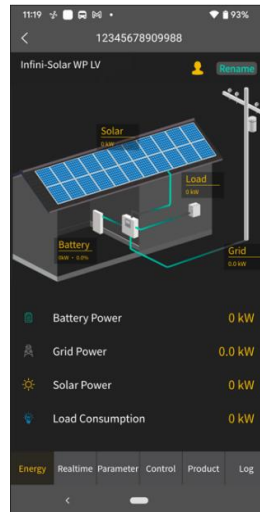 11:19
93%
12345678909988
Infini-Solar WP LV
Rename
Solar
0 kW
Load
0 kW
Battery
0kW - 0.0%
Grid
0.0 kW
Battery Power 0 kW
Grid Power 0.0 kW
Solar Power 0 kW
Load Consumption 0 kW
Energy Realtime Parameter Control Product Log